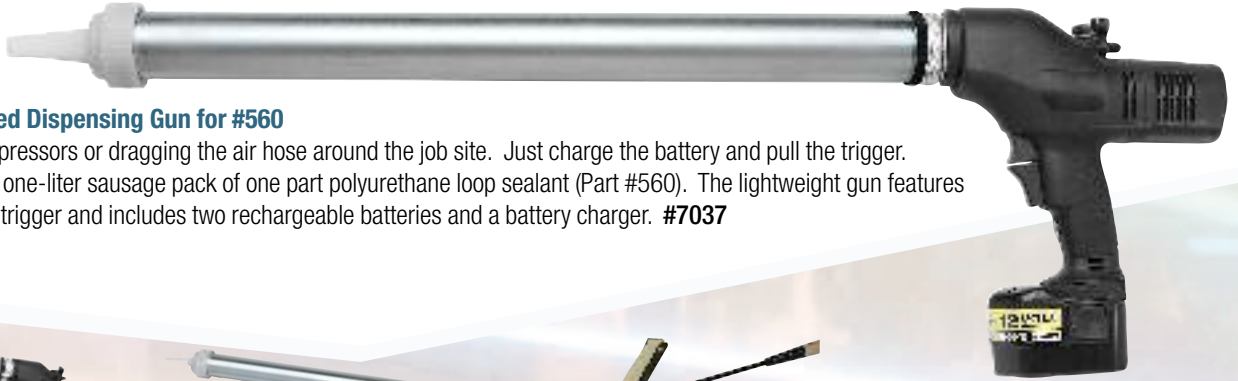 ed Dispensing Gun for #560
pressors or dragging the air hose around the job site. Just charge the battery and pull the trigger.
one-liter sausage pack of one part polyurethane loop sealant (Part #560). The lightweight gun features
trigger and includes two rechargeable batteries and a battery charger. #7037
12